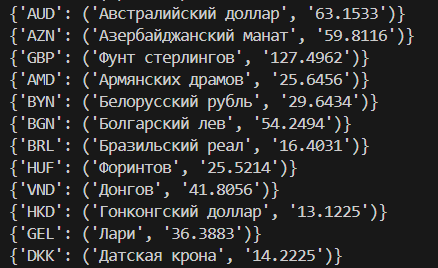 {'AUD': ('Австралийский доллар', '63.1533')}
{'AZN': ('Азербайджанский манат', '59.8116')}
{'GBP': ('Фунт стерлингов', '127.4962')}
{'AMD': ('Армянских драмов', '25.6456')}
{'BYN': ('Белорусский рубль', '29.6434')}
{'BGN': ('Болгарский лев', '54.2494')}
{'BRL': ('Бразильский реал', '16.4031')}
{'HUF': ('Форинтов', '25.5214')}
{'VND': ('Донгов', '41.8056')}
{'HKD': ('Гонконгский доллар', '13.1225')}
{'GEL': ('Лари', '36.3883')}
{'DKK': ('Датская крона', '14.2225')}